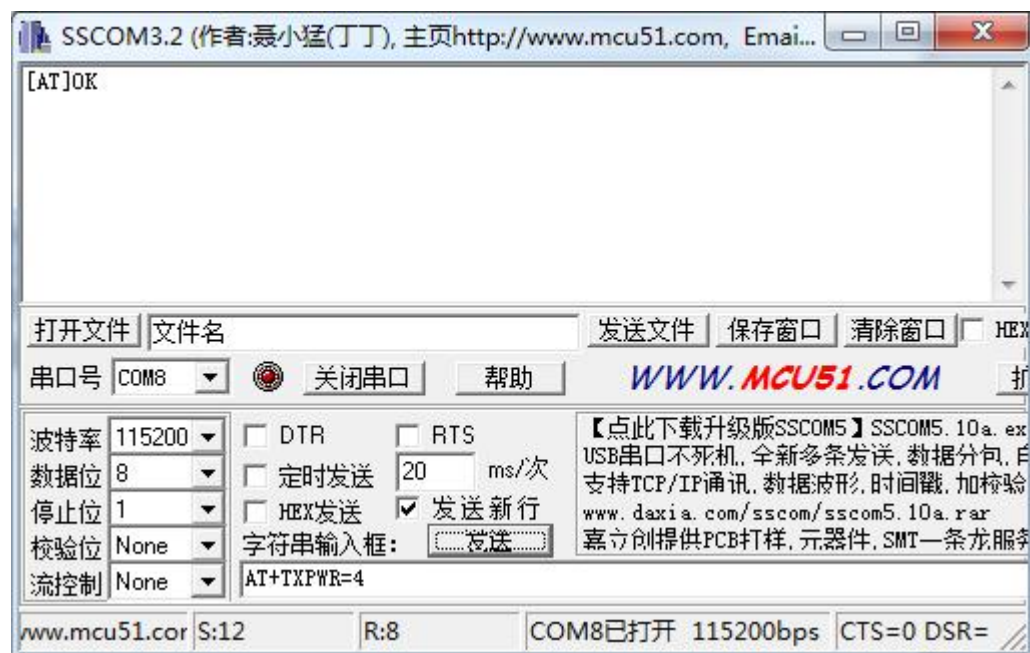 SSCOM3.2 (作者:聂小猛(丁丁), 主页http://www.mcu51.com, Emai...
[AT]OK
打开文件 文件名 发送文件 保存窗口 清除窗口 HEX
串口号 COM8 关闭串口 帮助 WWW.MCU51.COM 扩
波特率 115200 DTR RTS
数据位 8 定时发送 20 ms/次
停止位 1 HEX发送 发送新行
校验位 None 字符串输入框: 发送
流控制 None AT+TXPWR=4
【点此下载升级版SSCOM5】SSCOM5.10a.ex
USB串口不死机,全新多条发送,数据分包,自
支持TCP/IP通讯,数据波形,时间戳,加校验
www.daxia.com/sscom/sscom5.10a.rar
嘉立创提供PCB打样,元器件,SMT一条龙服务
www.mcu51.cor S:12 R:8 COM8已打开 115200bps CTS=0 DSR=